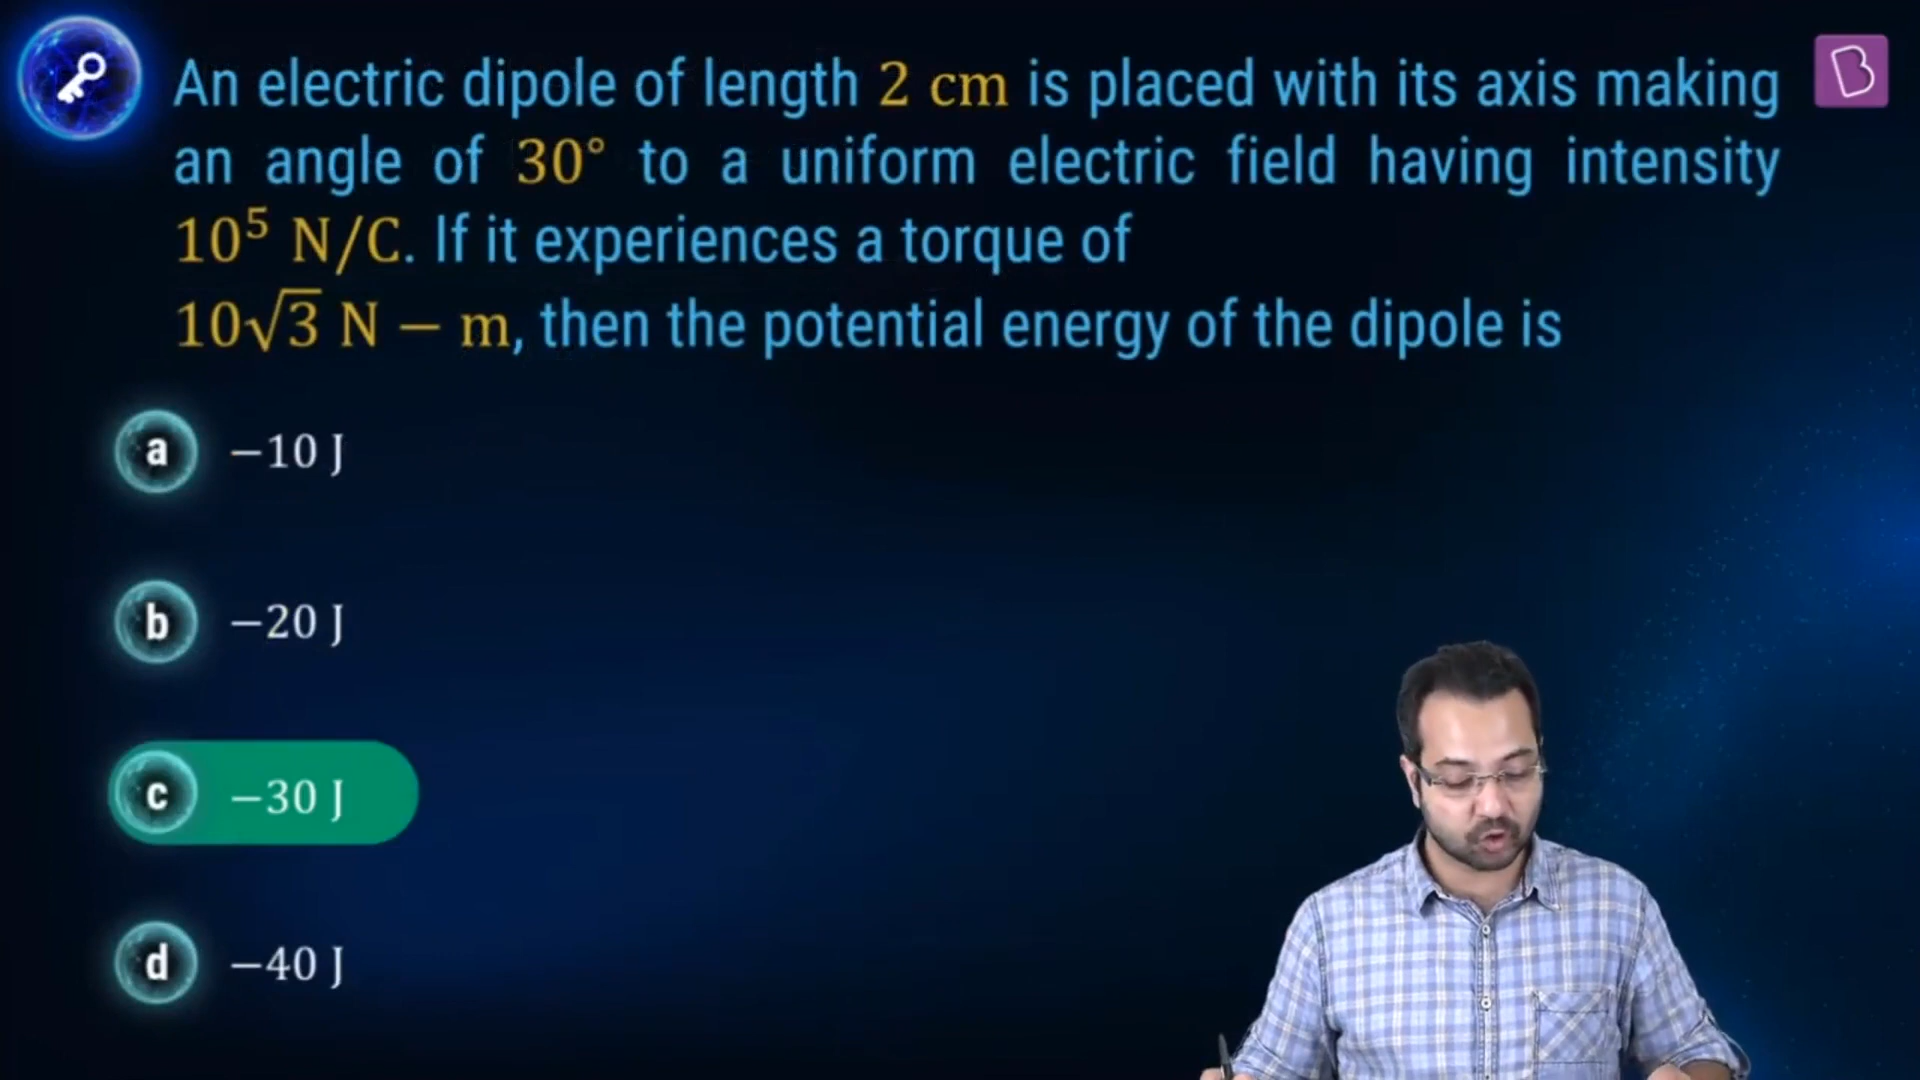 An electric dipole of length 2 cm is placed with its axis making
an angle of 30° to a uniform electric field having intensity
10⁵ N/C. If it experiences a torque of
10√3 N − m, then the potential energy of the dipole is
a −10 J
b −20 J
c −30 J
d −40 J